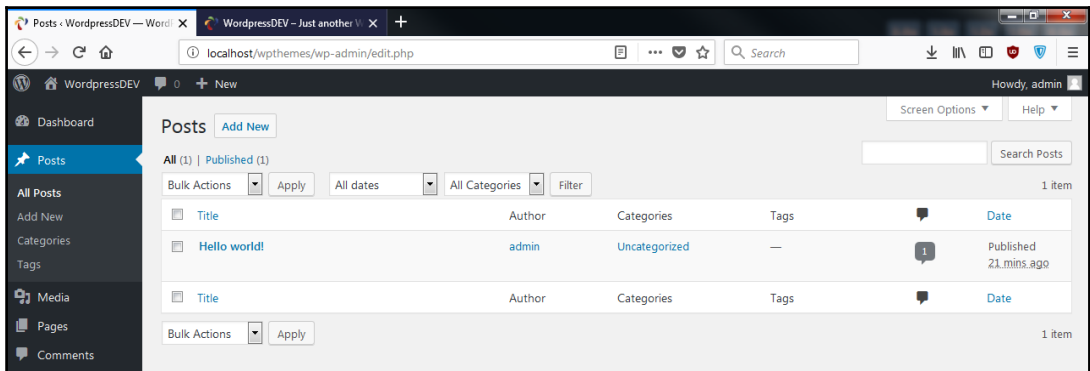 Posts ‹ WordpressDEV — Word
WordpressDEV – Just another W
localhost/wpthemes/wp-admin/edit.php
Search
WordpressDEV 0 New
Howdy, admin
Dashboard
Posts
All Posts
Add New
Categories
Tags
Media
Pages
Comments
Screen Options Help
Posts Add New
All (1) | Published (1)
Search Posts
Bulk Actions Apply All dates All Categories Filter 1 item
Title Author Categories Tags Date
Hello world! admin Uncategorized — 1 Published
21 mins ago
Title Author Categories Tags Date
Bulk Actions Apply 1 item